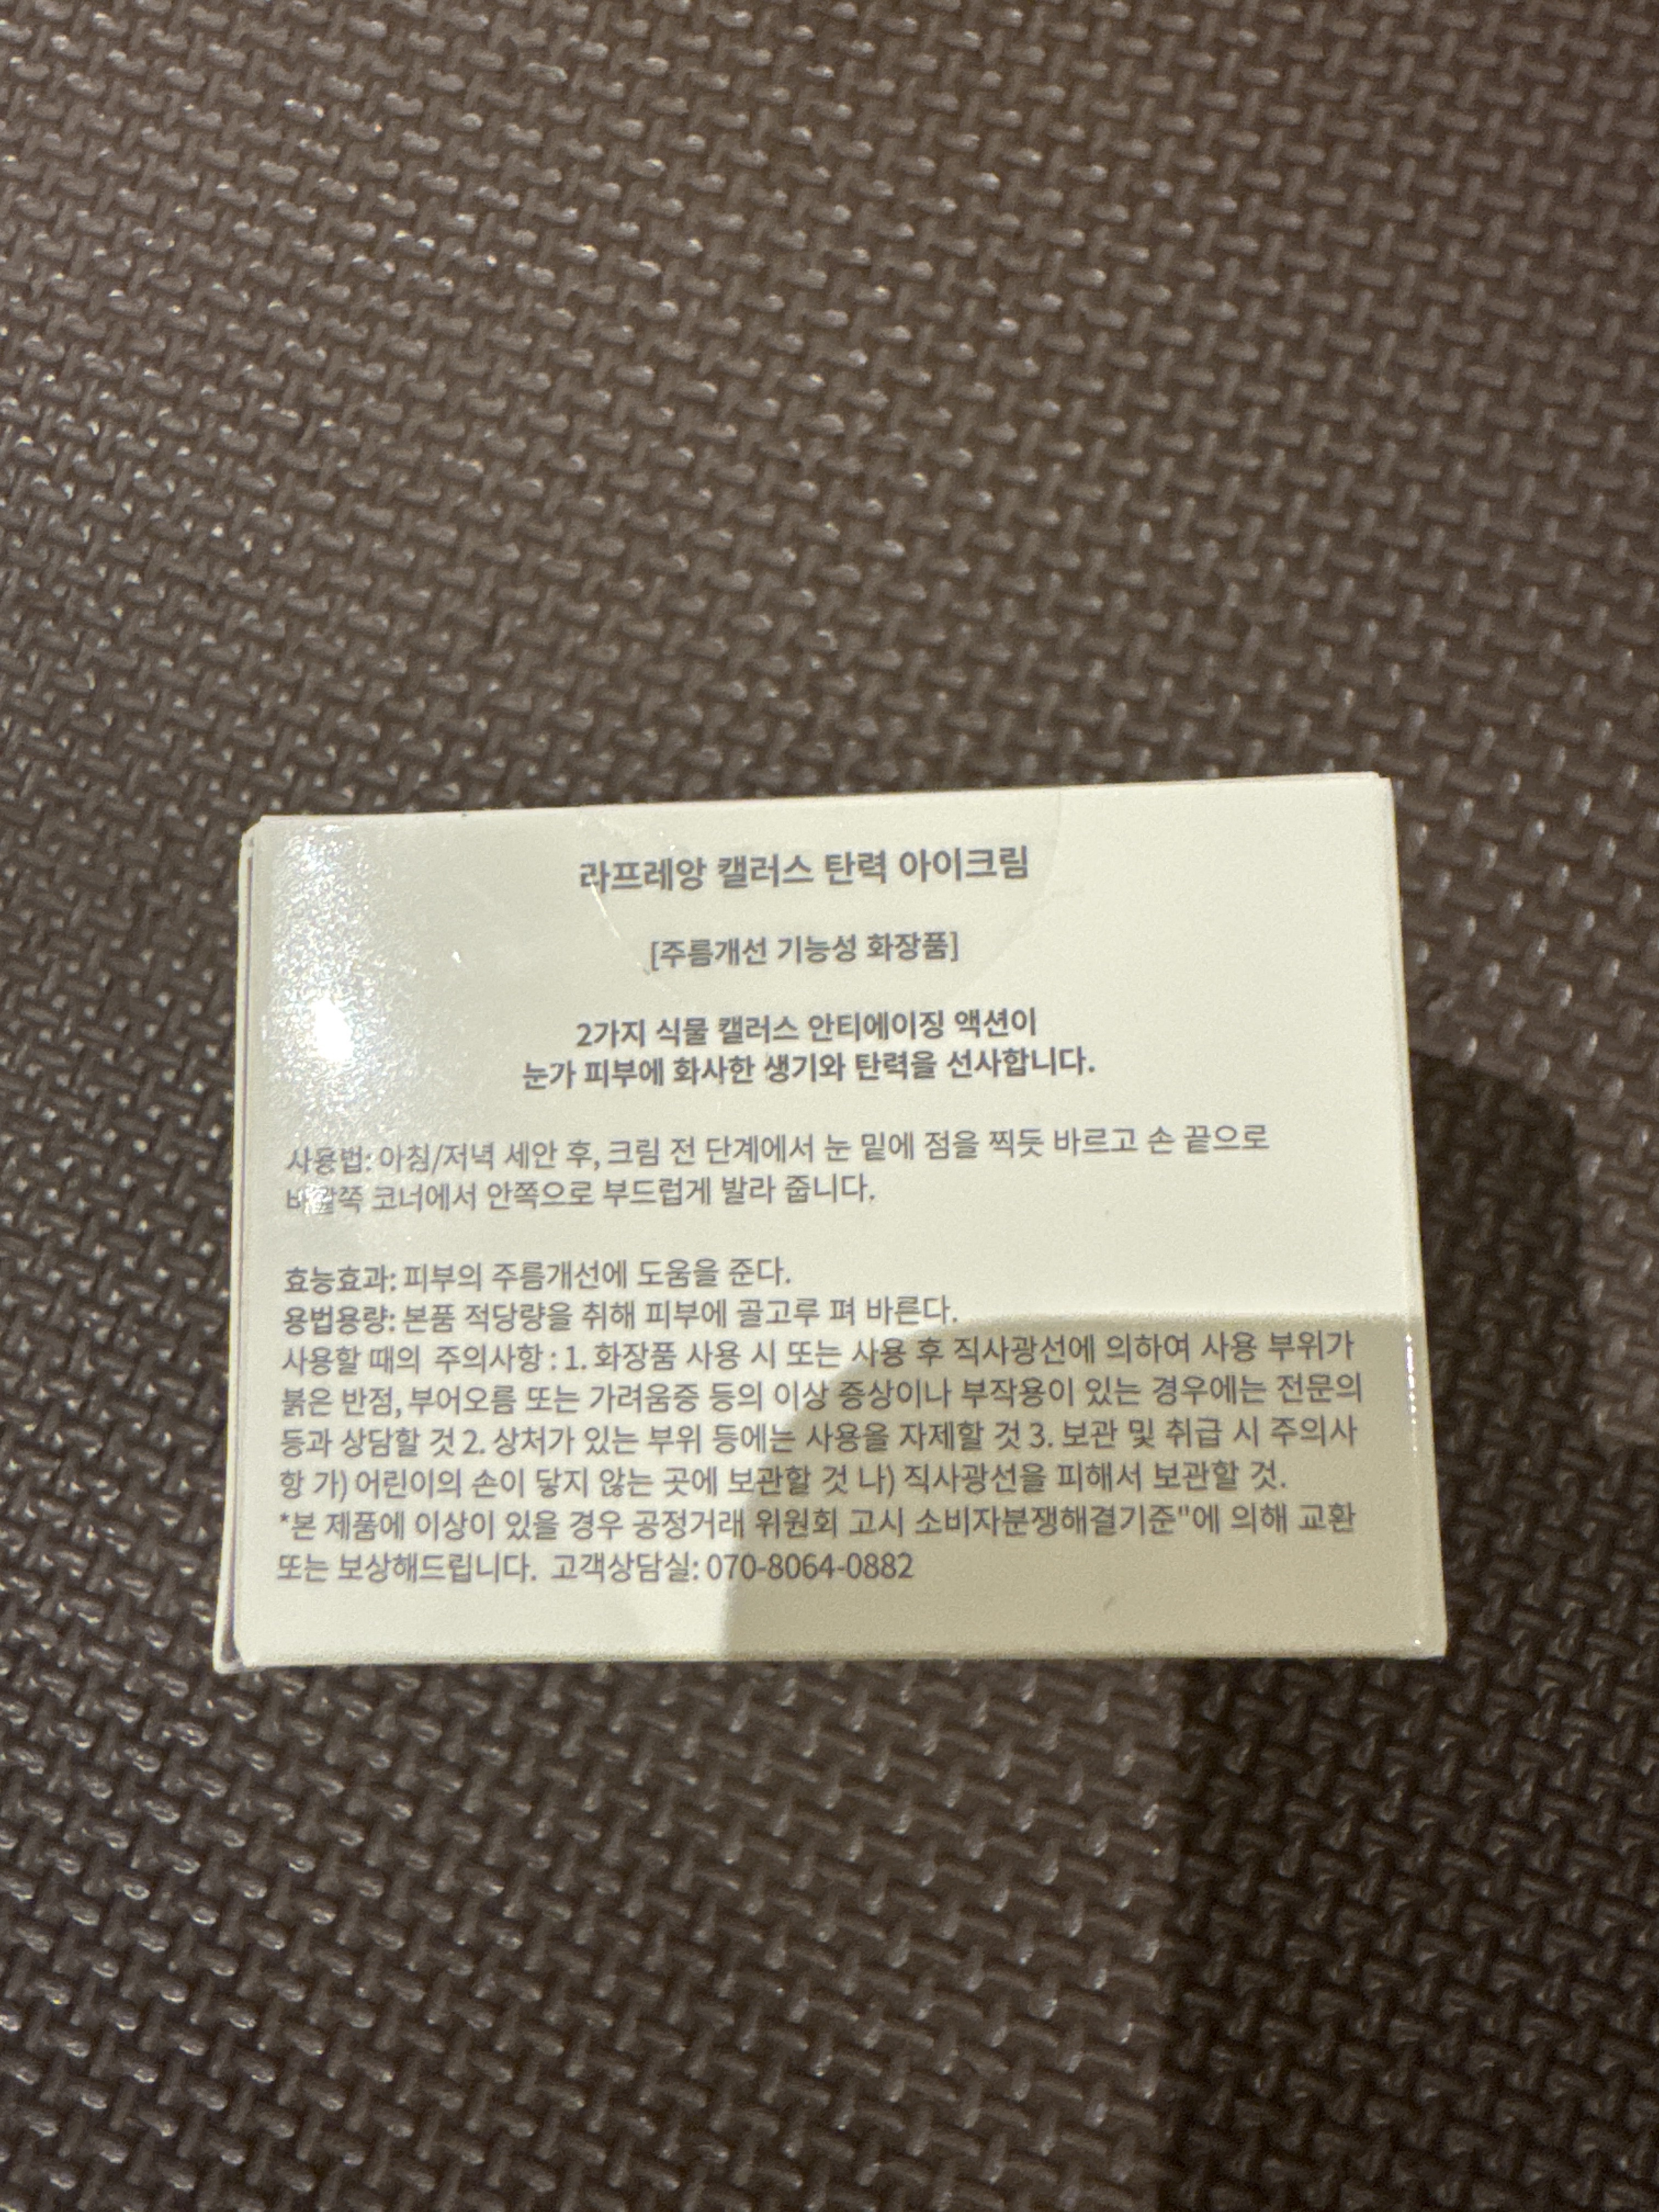 라프레앙 캘러스 탄력 아이크림
[주름개선 기능성 화장품]
2가지 식물 캘러스 안티에이징 액션이
눈가 피부에 화사한 생기와 탄력을 선사합니다.
사용법: 아침/저녁 세안 후, 크림 전 단계에서 눈 밑에 점을 찍듯 바르고 손 끝으로
바깥쪽 코너에서 안쪽으로 부드럽게 발라 줍니다.
효능효과: 피부의 주름개선에 도움을 준다.
용법용량: 본품 적당량을 취해 피부에 골고루 펴 바른다.
사용할 때의 주의사항 : 1. 화장품 사용 시 또는 사용 후 직사광선에 의하여 사용 부위가
붉은 반점, 부어오름 또는 가려움증 등의 이상 증상이나 부작용이 있는 경우에는 전문의
등과 상담할 것 2. 상처가 있는 부위 등에는 사용을 자제할 것 3. 보관 및 취급 시 주의사
항 가) 어린이의 손이 닿지 않는 곳에 보관할 것 나) 직사광선을 피해서 보관할 것.
*본 제품에 이상이 있을 경우 공정거래 위원회 고시 소비자분쟁해결기준"에 의해 교환
또는 보상해드립니다. 고객상담실: 070-8064-0882